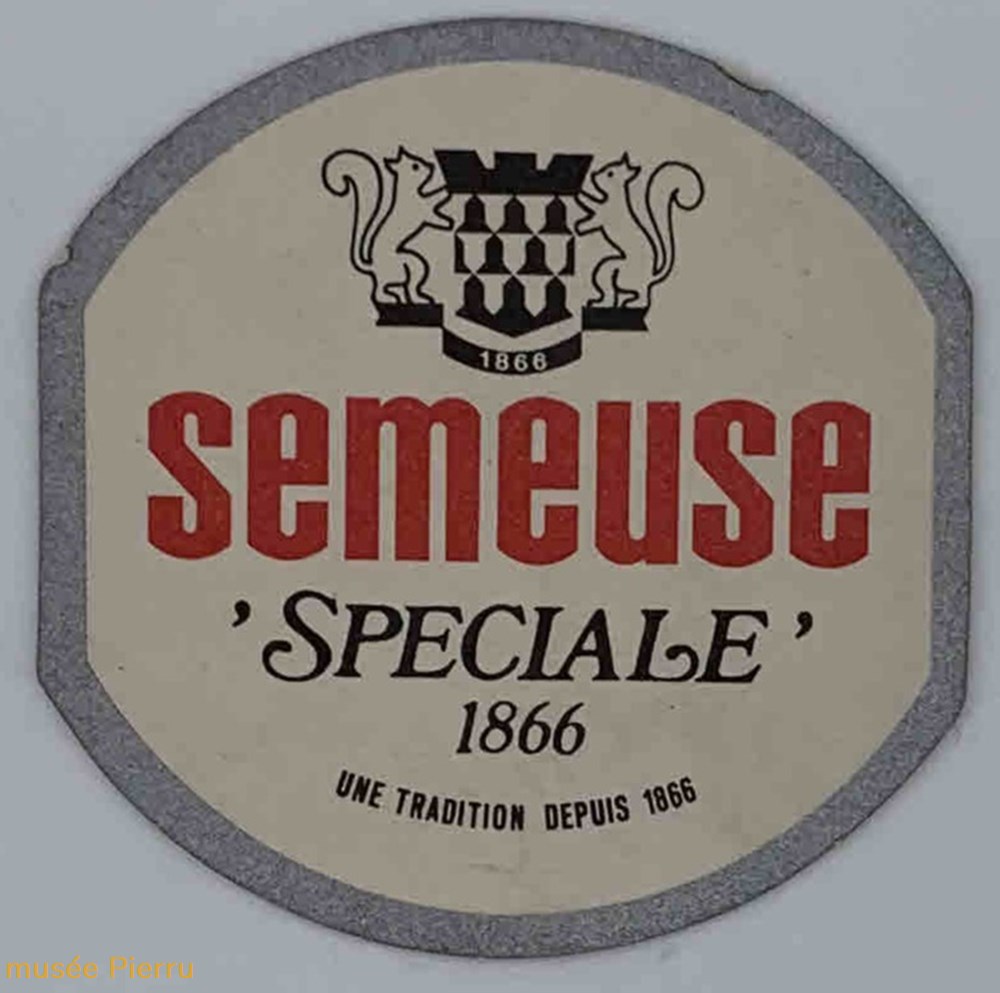 1866
semeuse
'SPECIALE'
1866
UNE TRADITION DEPUIS 1866
musée Pierru